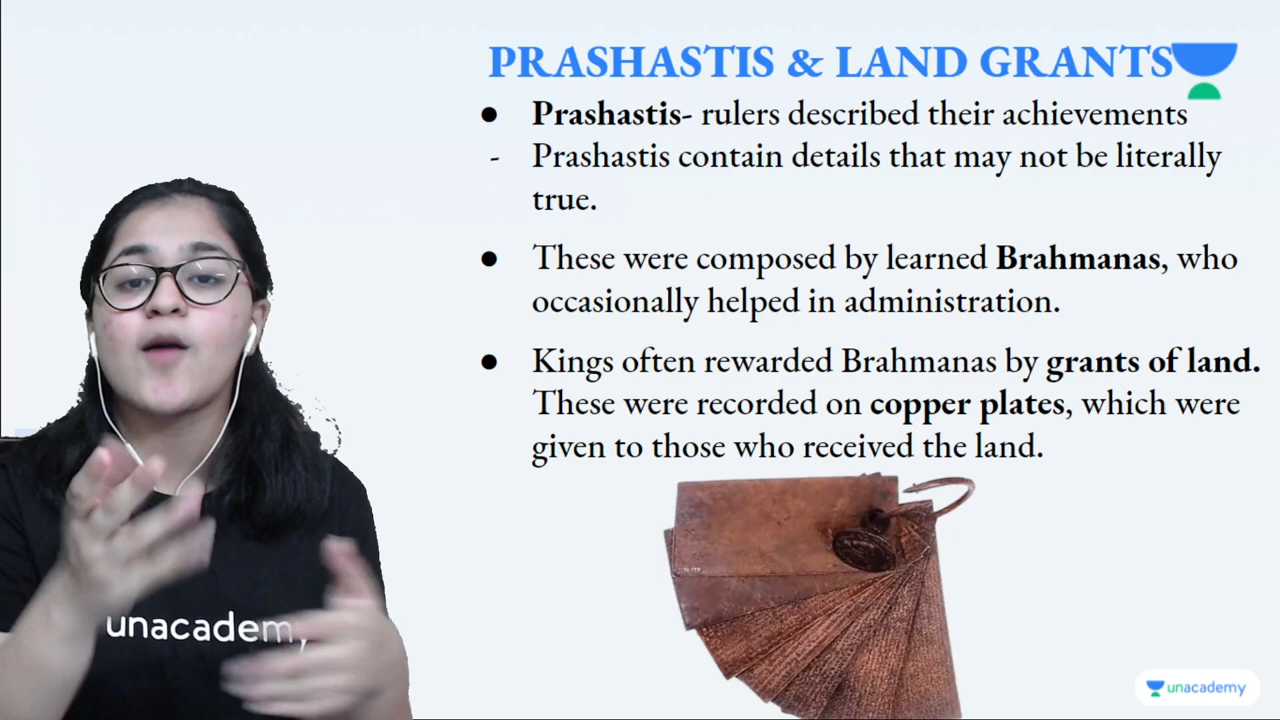 PRASHASTIS & LAND GRANTS
● Prashastis- rulers described their achievements
- Prashastis contain details that may not be literally
true.
● These were composed by learned Brahmanas, who
occasionally helped in administration.
● Kings often rewarded Brahmanas by grants of land.
These were recorded on copper plates, which were
given to those who received the land.
unacademy
unacademy